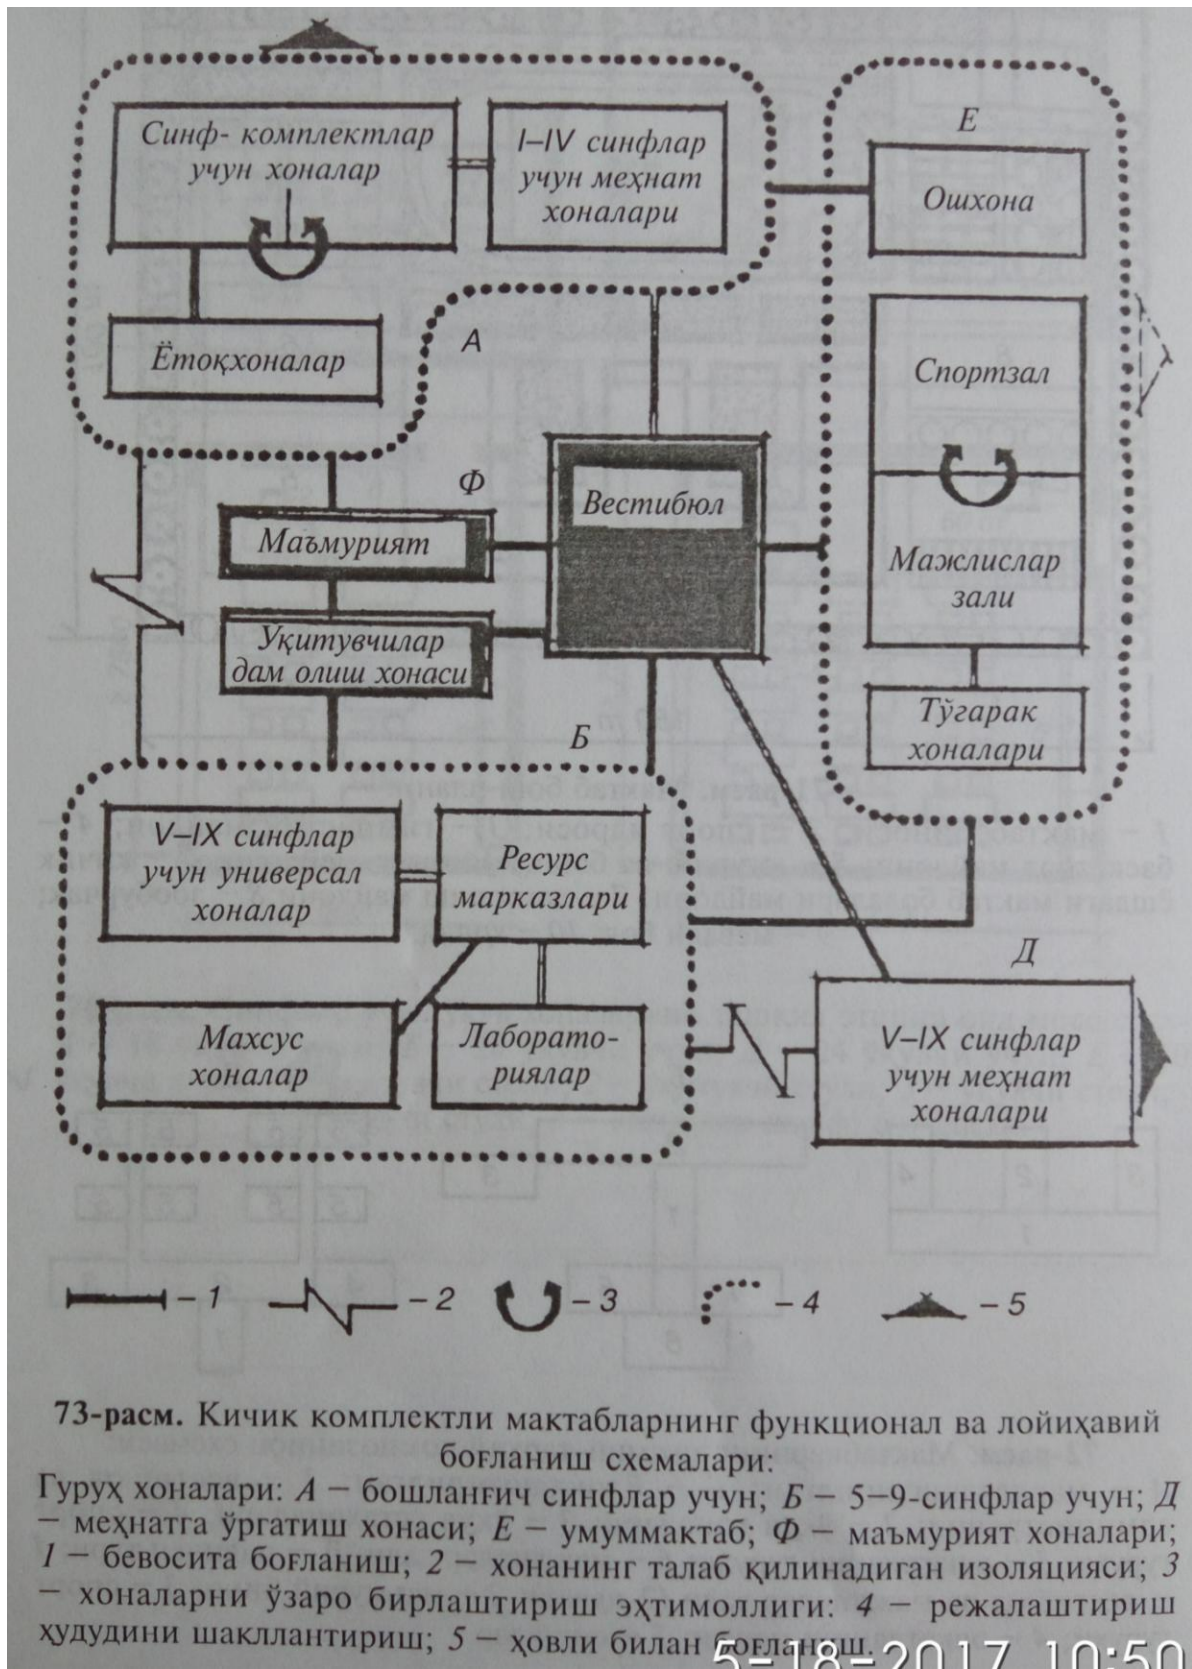 Синф- комплектлар
учун хоналар
I–IV синфлар
учун меҳнат
хоналари
Е
Ошхона
Ётоқхоналар
А
Спортзал
Ф
Вестибюл
Маъмурият
Мажлислар
зали
Уқитувчилар
дам олиш хонаси
Тўгарак
хоналари
Б
V–IX синфлар
учун универсал
хоналар
Ресурс
марказлари
Д
Махсус
хоналар
Лаборато-
риялар
V–IX синфлар
учун меҳнат
хоналари
– 1
– 2
– 3
– 4
– 5
73-расм. Кичик комплектли мактабларнинг функционал ва лойиҳавий
боғланиш схемалари:
Гуруҳ хоналари: А — бошланғич синфлар учун; Б — 5—9-синфлар учун; Д
— меҳнатга ўргатиш хонаси; Е — умуммактаб; Ф — маъмурият хоналари;
1 — бевосита боғланиш; 2 — хонанинг талаб қилинадиган изоляцияси; 3
— хоналарни ўзаро бирлаштириш эҳтимоллиги: 4 — режалаштириш
ҳудудини шакллантириш; 5 — ҳовли билан боғланиш.
5-18-2017 10:50